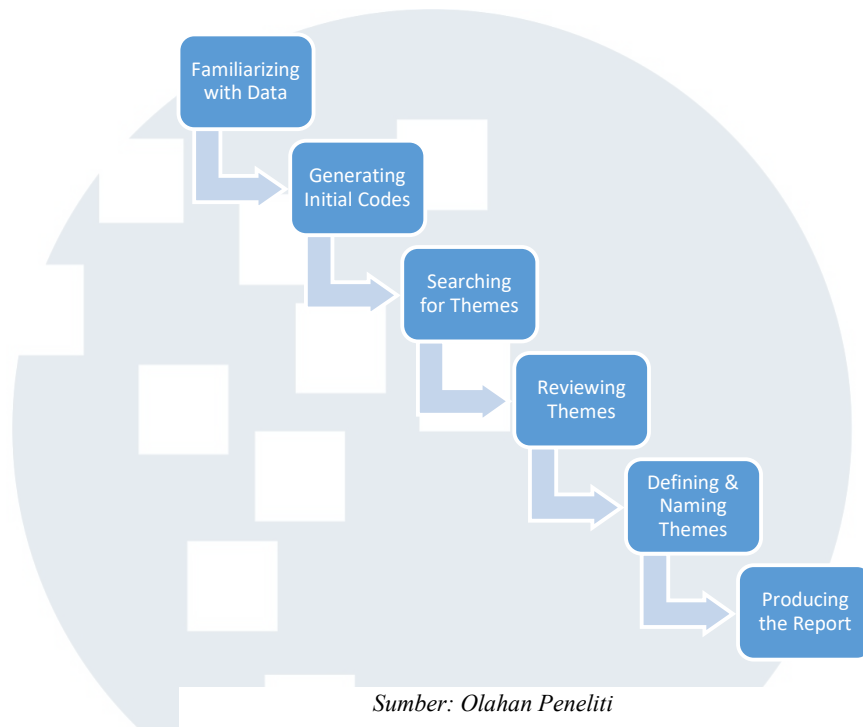 Familiarizing
with Data
Generating
Initial Codes
Searching
for Themes
Reviewing
Themes
Defining &
Naming
Themes
Producing
the Report
Sumber: Olahan Peneliti